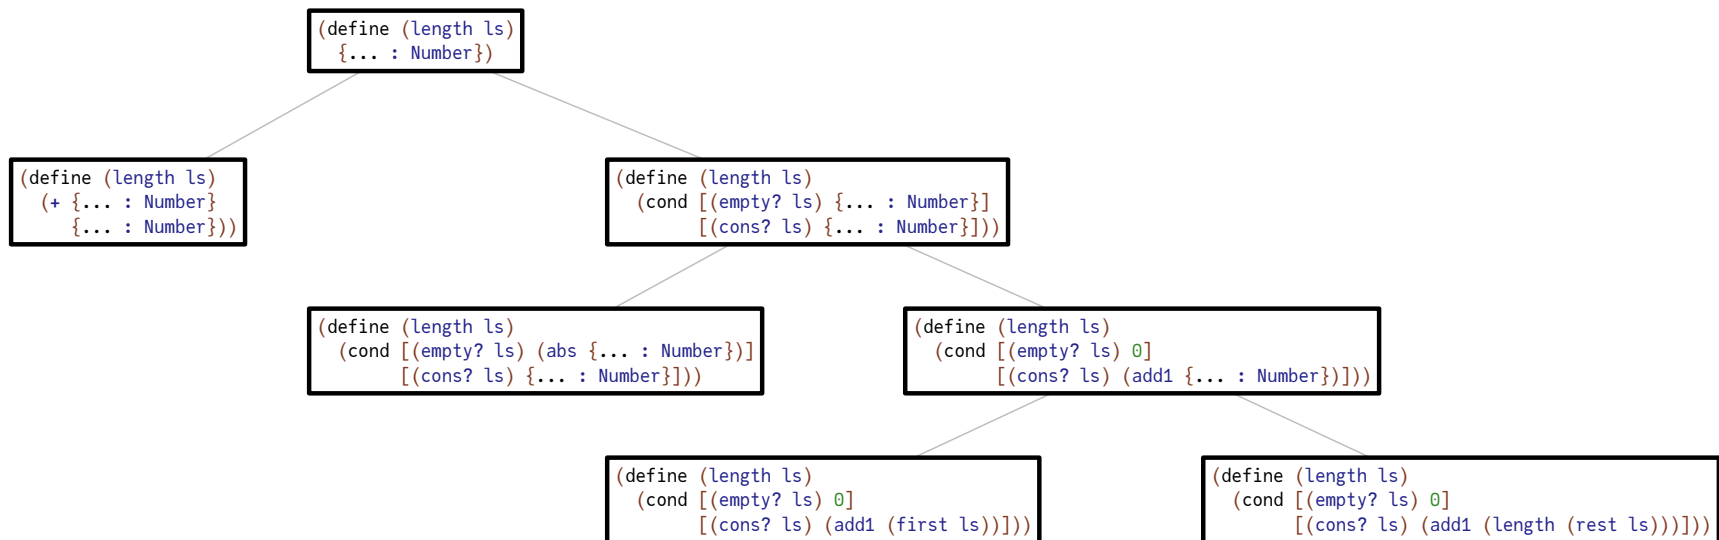 (define (length ls)
  {... : Number})
(define (length ls)
  (+ {... : Number}
     {... : Number}))
(define (length ls)
  (cond [(empty? ls) {... : Number}]
        [(cons? ls) {... : Number}]))
(define (length ls)
  (cond [(empty? ls) (abs {... : Number})]
        [(cons? ls) {... : Number}]))
(define (length ls)
  (cond [(empty? ls) 0]
        [(cons? ls) (add1 {... : Number})]))
(define (length ls)
  (cond [(empty? ls) 0]
        [(cons? ls) (add1 (first ls))]))
(define (length ls)
  (cond [(empty? ls) 0]
        [(cons? ls) (add1 (length (rest ls)))]))